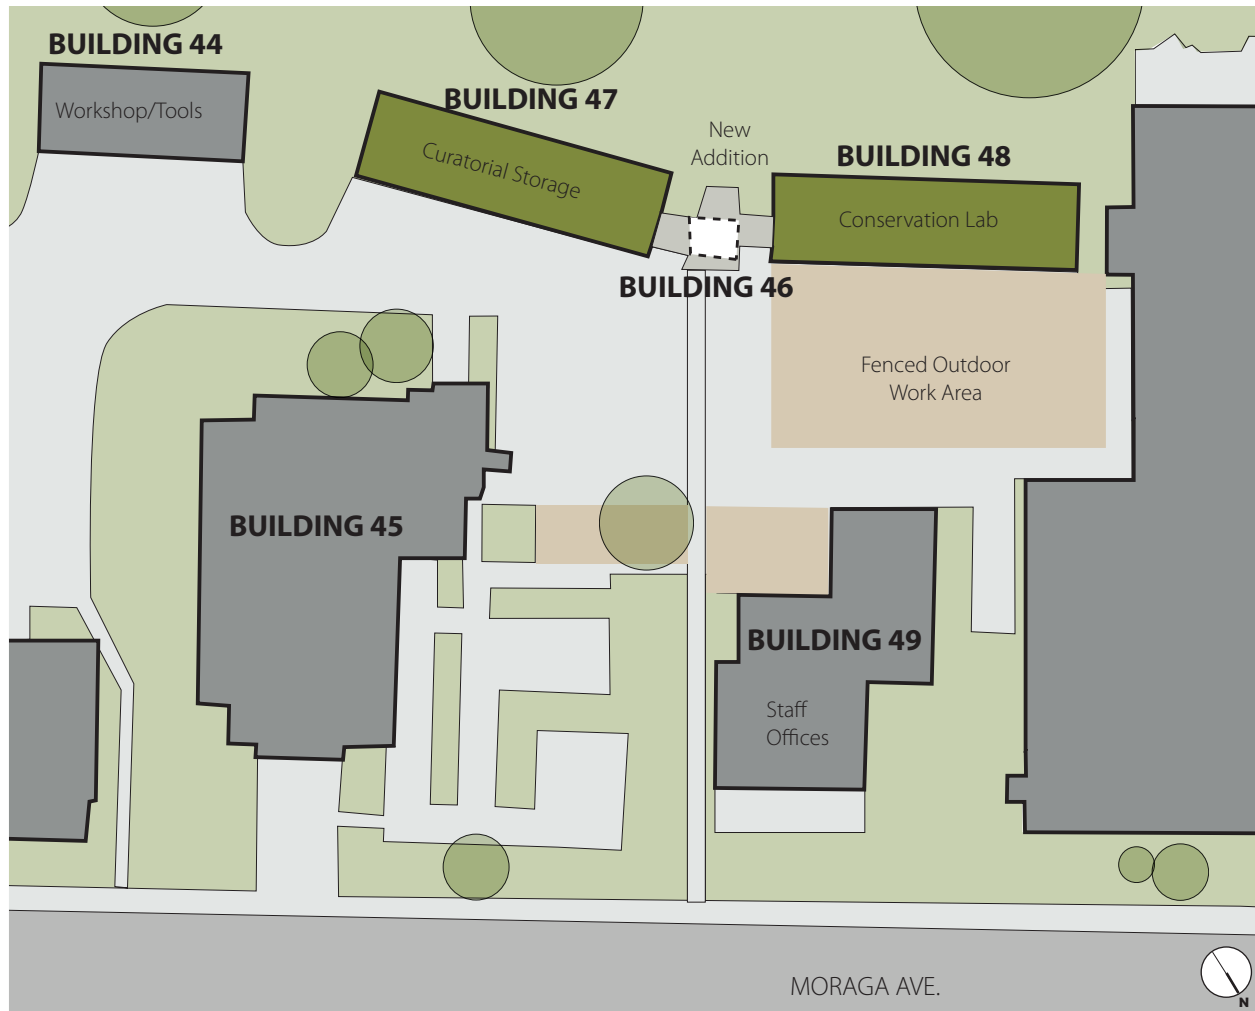 BUILDING 44
Workshop/Tools
BUILDING 47
Curatorial Storage
New
Addition
BUILDING 48
Conservation Lab
BUILDING 46
Fenced Outdoor
Work Area
BUILDING 45
BUILDING 49
Staff
Offices
MORAGA AVE.
N